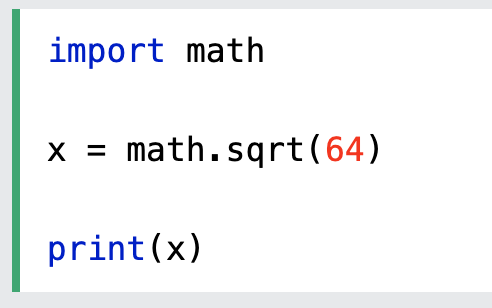 import math
x = math.sqrt(64)
print(x)